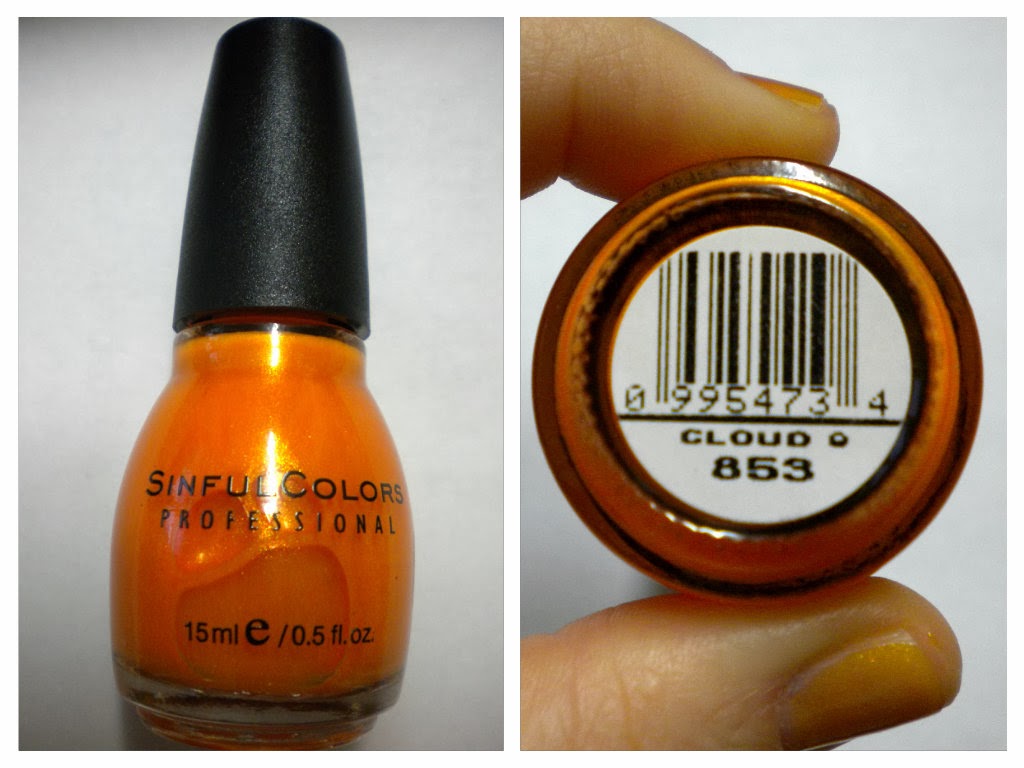 SINFULCOLORS
PROFESSIONAL
15ml e / 0.5 fl. oz.
0 995473 4
CLOUD 9
853